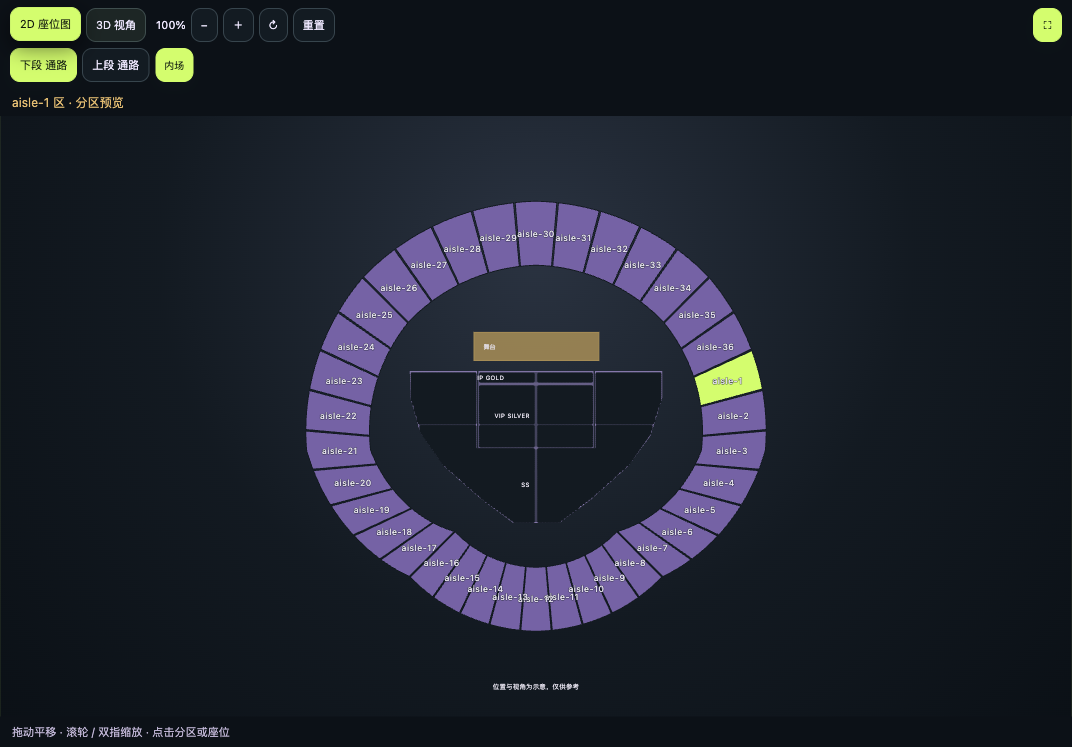 2D 座位图 3D 视角 100% − + ↻ 重置
下段 通路 上段 通路 内场
aisle-1 区 · 分区预览
aisle-30
aisle-29 aisle-31
aisle-28 aisle-32
aisle-27 aisle-33
aisle-26 aisle-34
aisle-25 aisle-35
aisle-24 舞台 aisle-36
aisle-23 IP GOLD aisle-1
aisle-22 VIP SILVER aisle-2
aisle-21 aisle-3
aisle-20 SS aisle-4
aisle-19 aisle-5
aisle-18 aisle-6
aisle-17 aisle-7
aisle-16 aisle-8
aisle-15 aisle-9
aisle-14 aisle-10
aisle-13 aisle-12 aisle-11
位置与视角为示意，仅供参考
拖动平移 · 滚轮 / 双指缩放 · 点击分区或座位